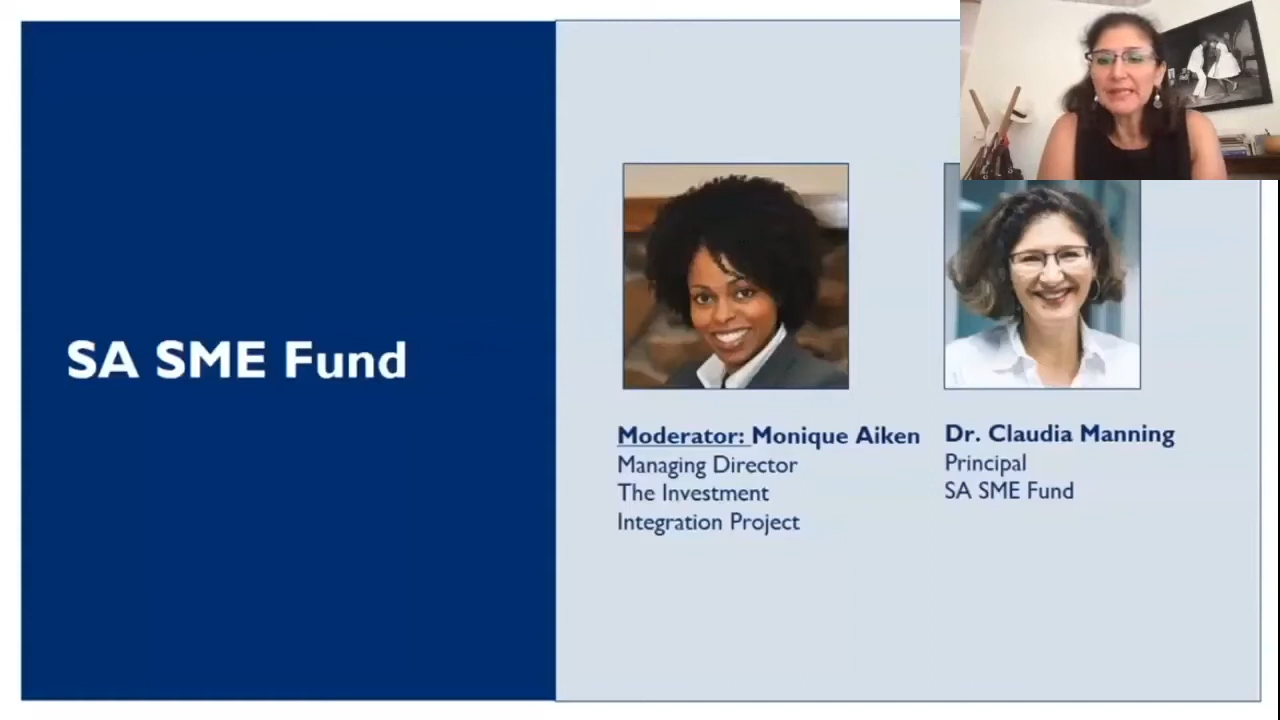 SA SME Fund
Moderator: Monique Aiken
Managing Director
The Investment
Integration Project
Dr. Claudia Manning
Principal
SA SME Fund